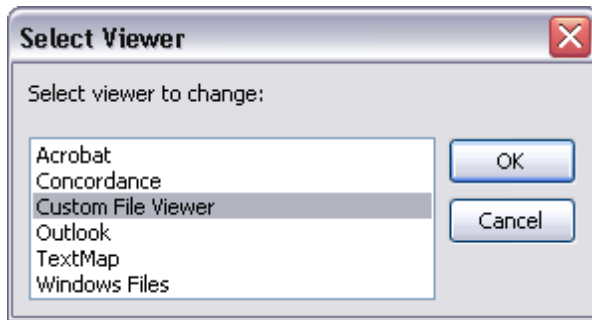 Select Viewer
Select viewer to change:
Acrobat
Concordance
Custom File Viewer
Outlook
TextMap
Windows Files
OK
Cancel